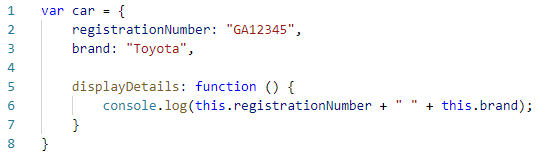 1 var car = {
2     registrationNumber: "GA12345",
3     brand: "Toyota",
4
5     displayDetails: function () {
6         console.log(this.registrationNumber + " " + this.brand);
7     }
8 }